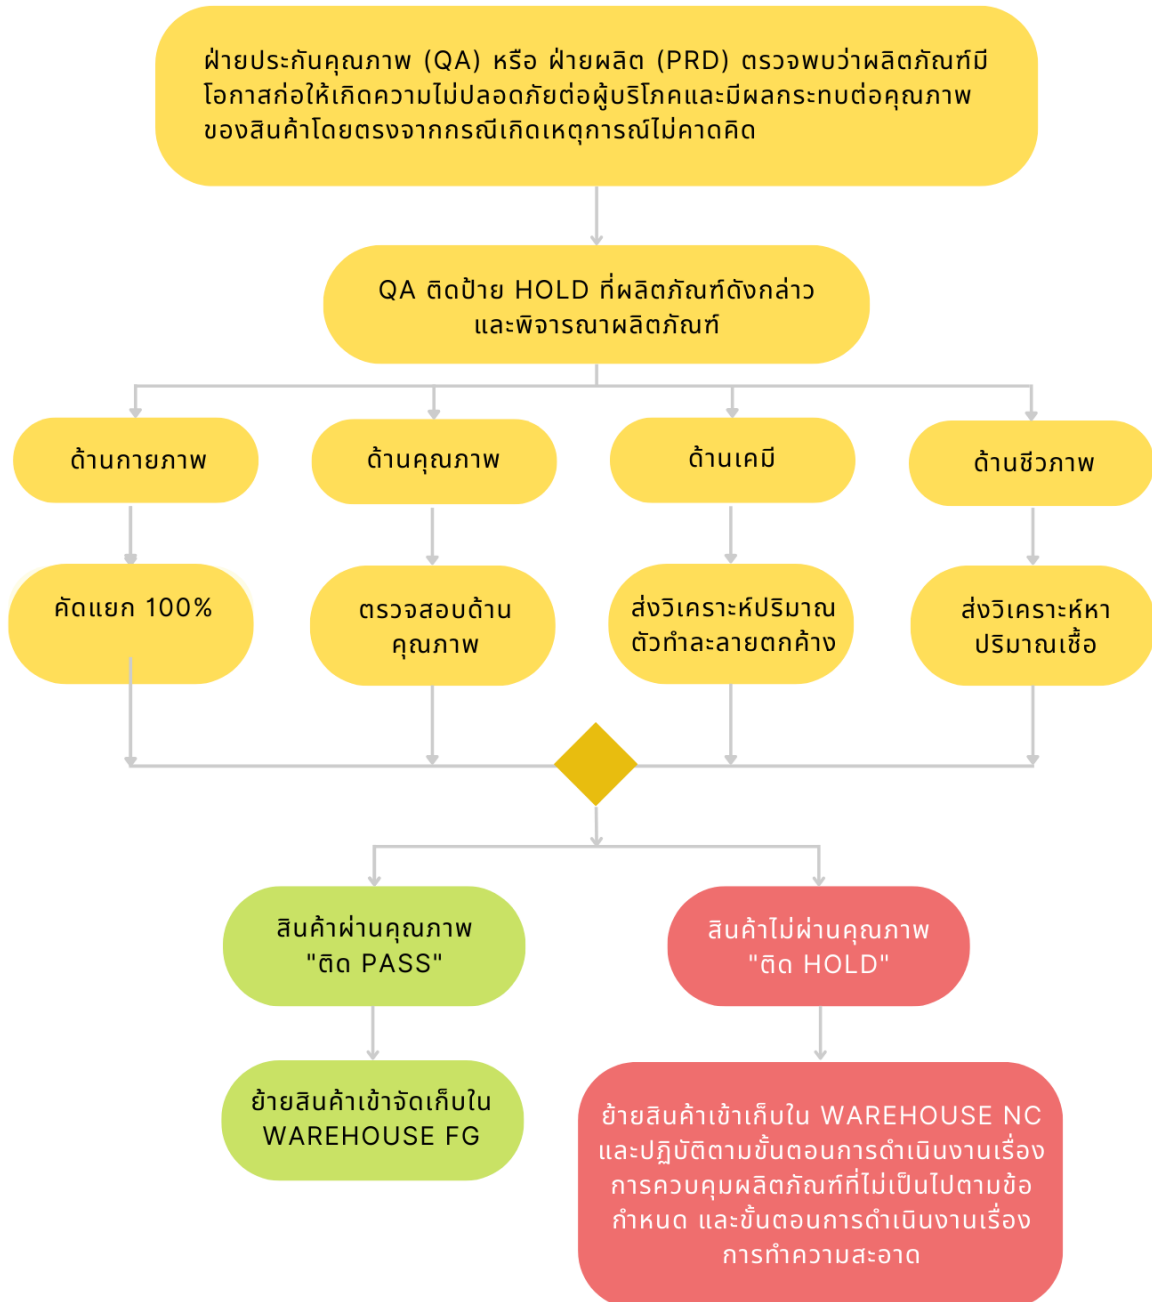 ฝ่ายประกันคุณภาพ (QA) หรือ ฝ่ายผลิต (PRD) ตรวจพบว่าผลิตภัณฑ์มี
โอกาสก่อให้เกิดความไม่ปลอดภัยต่อผู้บริโภคและมีผลกระทบต่อคุณภาพ
ของสินค้าโดยตรงจากกรณีเกิดเหตุการณ์ไม่คาดคิด
QA ติดป้าย HOLD ที่ผลิตภัณฑ์ดังกล่าว
และพิจารณาผลิตภัณฑ์
ด้านกายภาพ
ด้านคุณภาพ
ด้านเคมี
ด้านชีวภาพ
คัดแยก 100%
ตรวจสอบด้าน
คุณภาพ
ส่งวิเคราะห์ปริมาณ
ตัวทำละลายตกค้าง
ส่งวิเคราะห์หา
ปริมาณเชื้อ
สินค้าผ่านคุณภาพ
"ติด PASS"
สินค้าไม่ผ่านคุณภาพ
"ติด HOLD"
ย้ายสินค้าเข้าจัดเก็บใน
WAREHOUSE FG
ย้ายสินค้าเข้าเก็บใน WAREHOUSE NC
และปฏิบัติตามขั้นตอนการดำเนินงานเรื่อง
การควบคุมผลิตภัณฑ์ที่ไม่เป็นไปตามข้อ
กำหนด และขั้นตอนการดำเนินงานเรื่อง
การทำความสะอาด